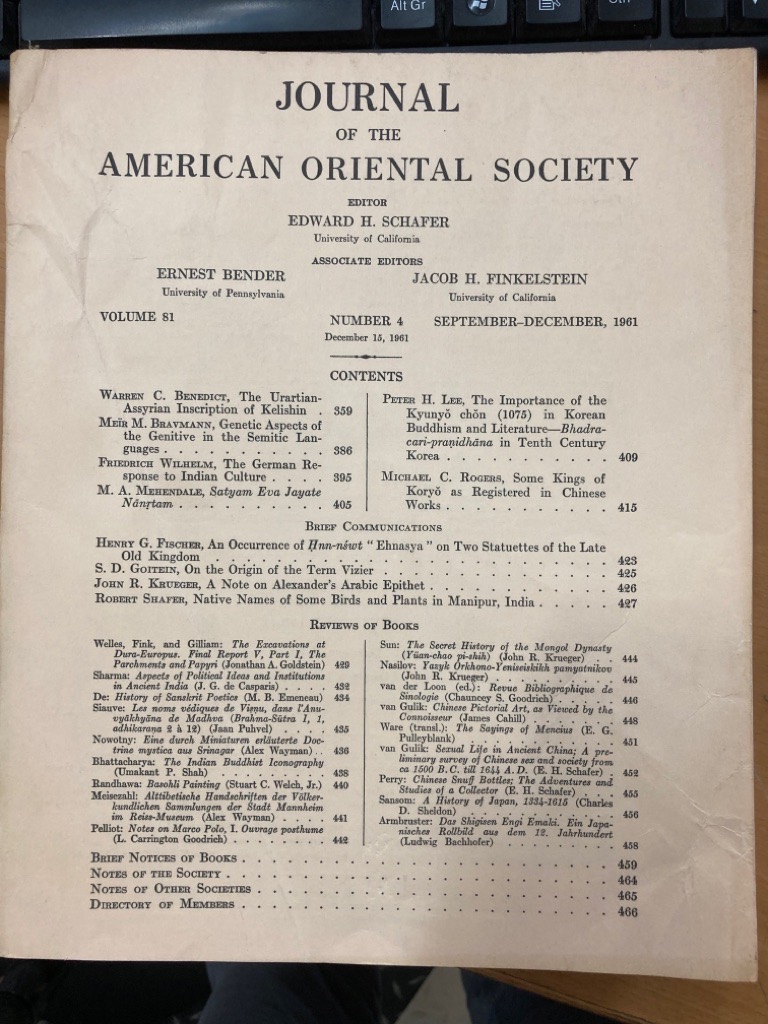 Alt Gr
Ctrl
JOURNAL
OF THE
AMERICAN ORIENTAL SOCIETY
EDITOR
EDWARD H. SCHAFER
University of California
ASSOCIATE EDITORS
ERNEST BENDER
University of Pennsylvania
JACOB H. FINKELSTEIN
University of California
VOLUME 81
NUMBER 4
SEPTEMBER–DECEMBER, 1961
December 15, 1961
CONTENTS
WARREN C. BENEDICT, The Urartian-
Assyrian Inscription of Kelishin . 359
MEÏR M. BRAVMANN, Genetic Aspects of
the Genitive in the Semitic Lan-
guages . . . . . . . . . . . 386
FRIEDRICH WILHELM, The German Re-
sponse to Indian Culture . . . . 395
M. A. MEHENDALE, Satyam Eva Jayate
Nānṛtam . . . . . . . . . . 405
PETER H. LEE, The Importance of the
Kyunyŏ chŏn (1075) in Korean
Buddhism and Literature—Bhadra-
cari-praṇidhāna in Tenth Century
Korea . . . . . . . . . . 409
MICHAEL C. ROGERS, Some Kings of
Koryŏ as Registered in Chinese
Works . . . . . . . . . . 415
BRIEF COMMUNICATIONS
HENRY G. FISCHER, An Occurrence of Ḥnn-nśwt “Ehnasya” on Two Statuettes of the Late
Old Kingdom . . . . . . . . . . 423
S. D. GOITEIN, On the Origin of the Term Vizier . . . . . . . . . . 425
JOHN R. KRUEGER, A Note on Alexander's Arabic Epithet . . . . . . . . . . 426
ROBERT SHAFER, Native Names of Some Birds and Plants in Manipur, India . . . . . 427
REVIEWS OF BOOKS
Welles, Fink, and Gilliam: The Excavations at
Dura-Europus. Final Report V, Part I, The
Parchments and Papyri (Jonathan A. Goldstein) 429
Sharma: Aspects of Political Ideas and Institutions
in Ancient India (J. G. de Casparis) . . . . 432
De: History of Sanskrit Poetics (M. B. Emeneau) 434
Siauve: Les noms védiques de Viṣṇu, dans l'Anu-
vyākhyāna de Madhva (Brahma-Sūtra I, 1,
adhikaraṇa 2 à 12) (Jaan Puhvel) . . . . 435
Nowotny: Eine durch Miniaturen erläuterte Doc-
trine mystica aus Srinagar (Alex Wayman) . . 436
Bhattacharya: The Indian Buddhist Iconography
(Umakant P. Shah) . . . . . . . . 438
Randhawa: Basohli Painting (Stuart C. Welch, Jr.) 440
Meisezahl: Alttibetische Handschriften der Völker-
kundlichen Sammlungen der Stadt Mannheim
im Reiss-Museum (Alex Wayman) . . . . 441
Pelliot: Notes on Marco Polo, I. Ouvrage posthume
(L. Carrington Goodrich) . . . . . . 442
Sun: The Secret History of the Mongol Dynasty
(Yüan-chao pi-shih) (John R. Krueger) . . 444
Nasilov: Yazyk Orkhono-Yeniseiskikh pamyatnikov
(John R. Krueger) . . . . . . . . 445
van der Loon (ed.): Revue Bibliographique de
Sinologie (Chauncey S. Goodrich) . . . . 446
van Gulik: Chinese Pictorial Art, as Viewed by the
Connoisseur (James Cahill) . . . . . . 448
Ware (transl.): The Sayings of Mencius (E. G.
Pulleyblank) . . . . . . . . . . 451
van Gulik: Sexual Life in Ancient China; A pre-
liminary survey of Chinese sex and society from
ca 1500 B.C. till 1644 A.D. (E. H. Schafer) . 452
Perry: Chinese Snuff Bottles; The Adventures and
Studies of a Collector (E. H. Schafer) . . . 455
Sansom: A History of Japan, 1334-1615 (Charles
D. Sheldon) . . . . . . . . . . 456
Armbruster: Das Shigisen Engi Emaki. Ein Japa-
nisches Rollbild aus dem 12. Jahrhundert
(Ludwig Bachhofer) . . . . . . . . 458
BRIEF NOTICES OF BOOKS . . . . . . . . . . 459
NOTES OF THE SOCIETY . . . . . . . . . . 464
NOTES OF OTHER SOCIETIES . . . . . . . . . . 465
DIRECTORY OF MEMBERS . . . . . . . . . . 466